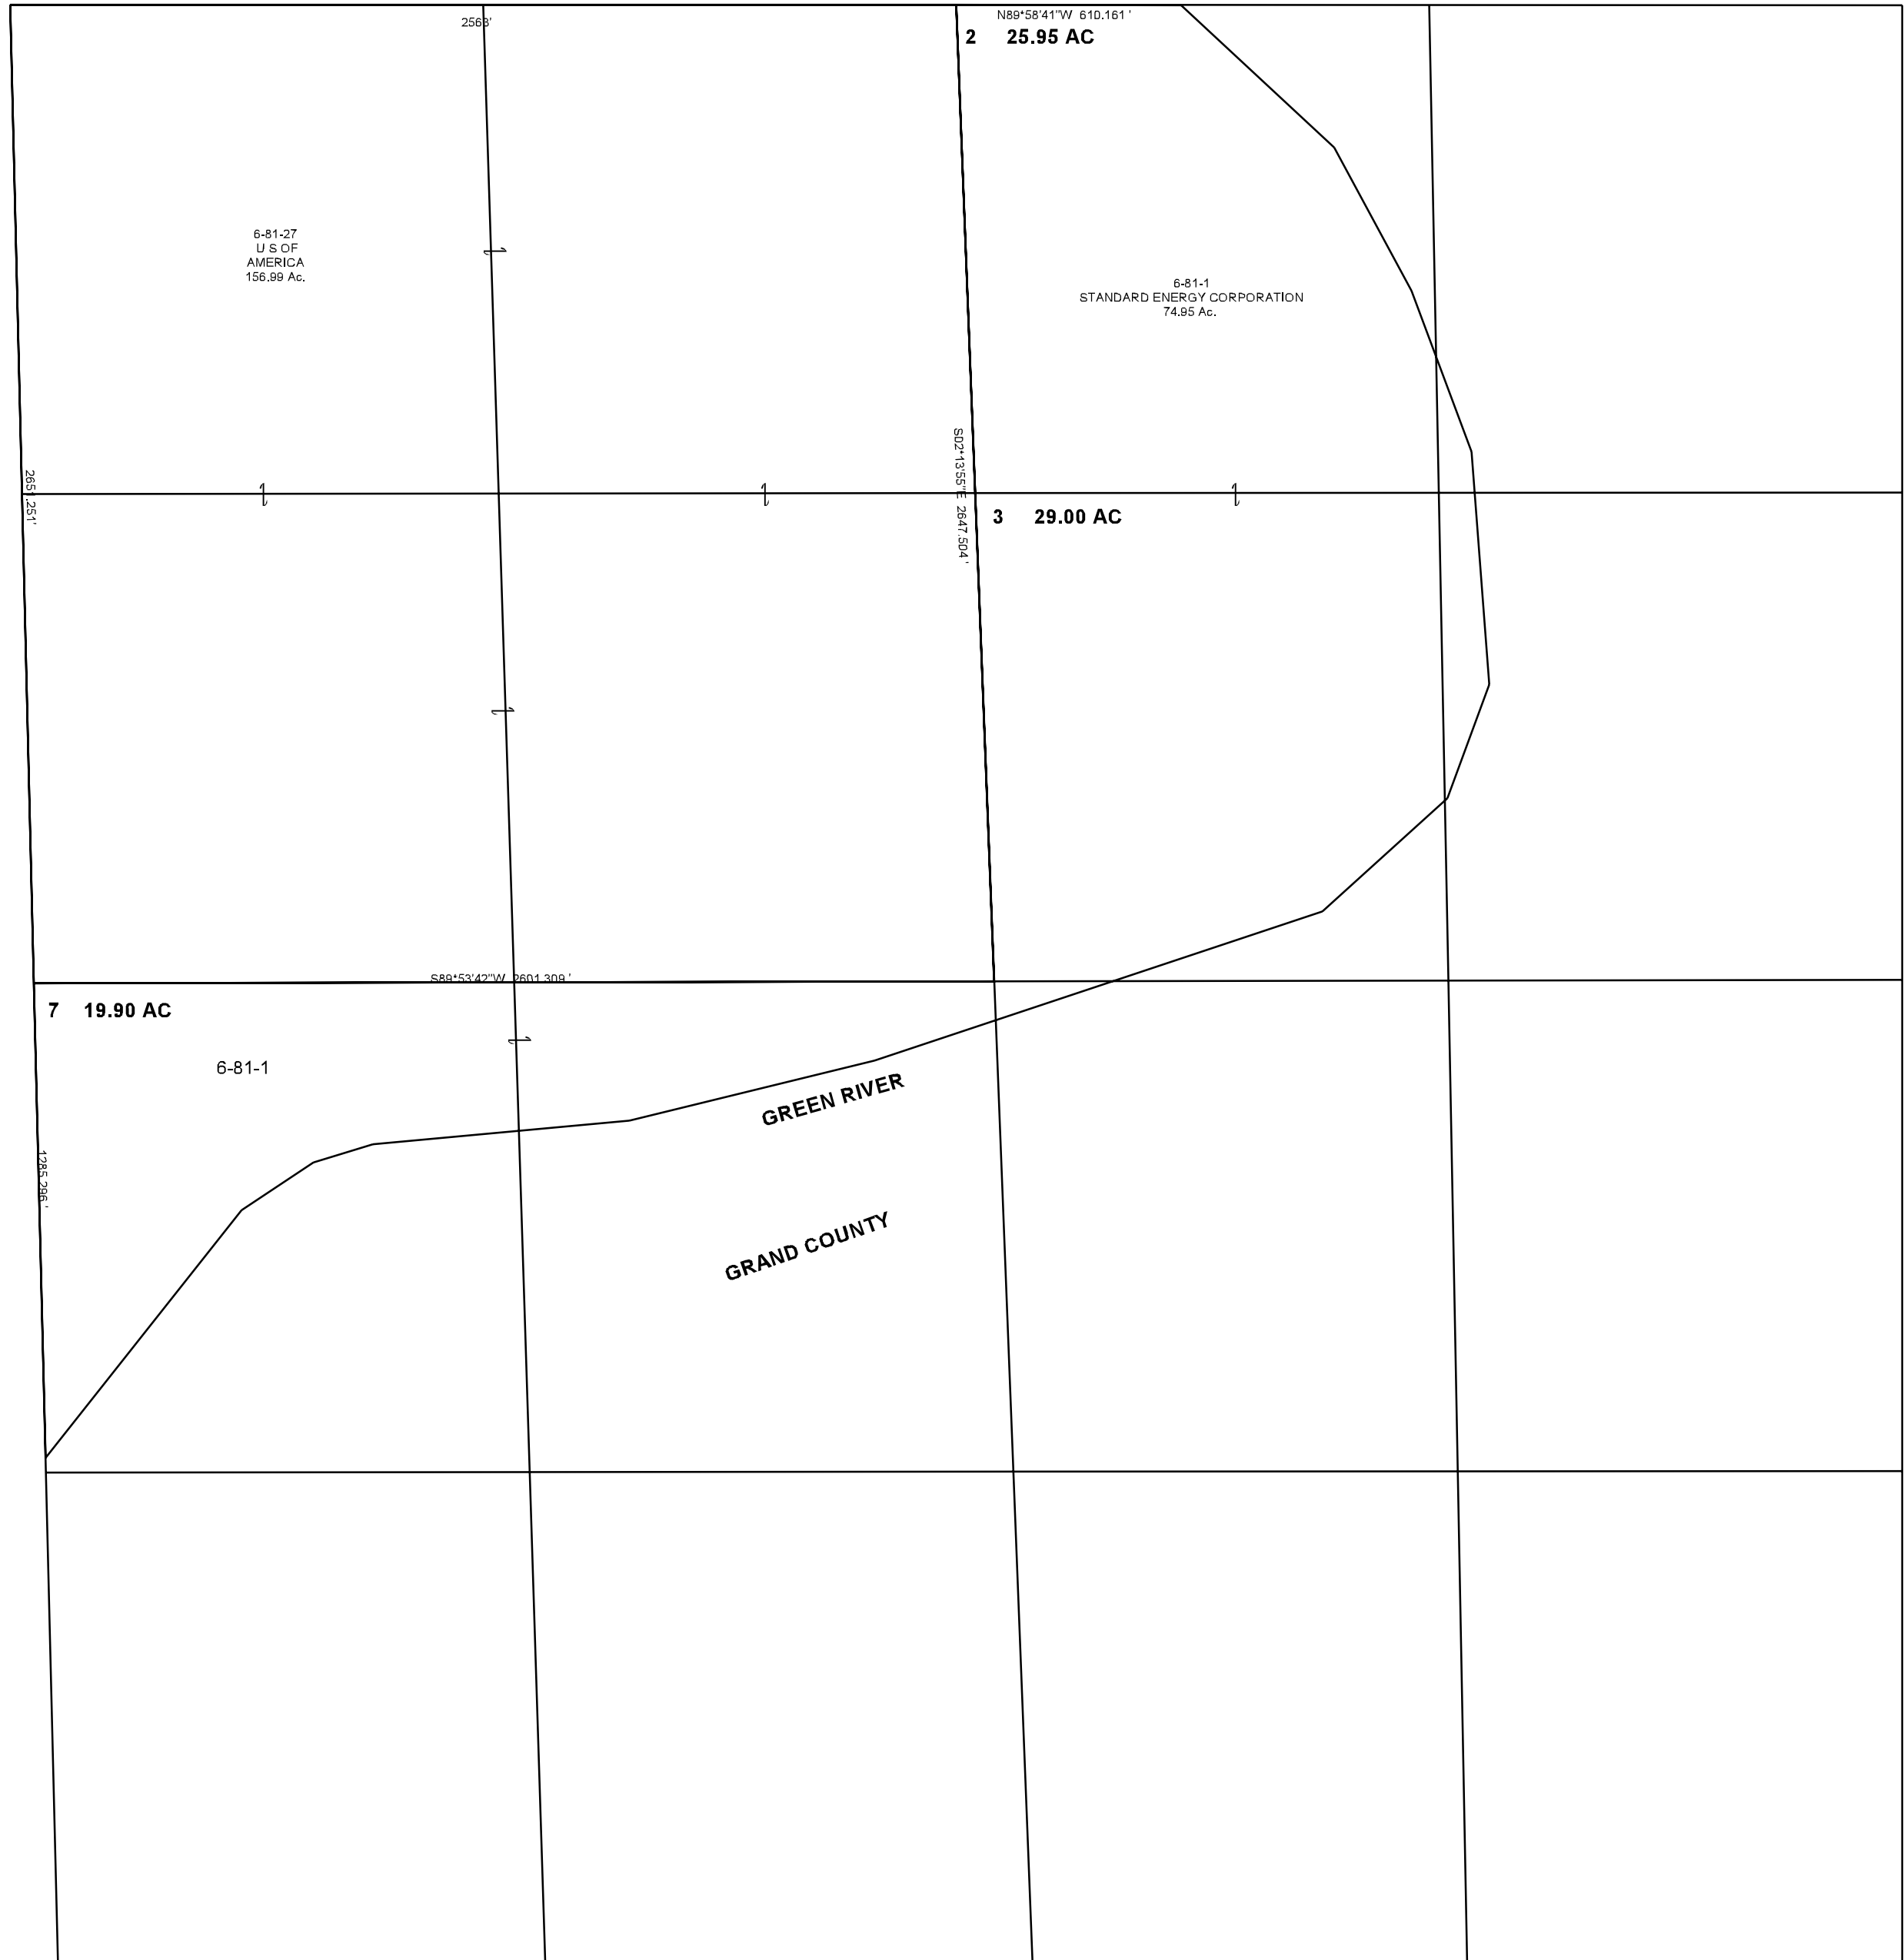 2563'
N89°58'41"W 610.161 '
2 25.95 AC
6-81-27
U S OF
AMERICA
156.99 Ac.
6-81-1
STANDARD ENERGY CORPORATION
74.95 Ac.
2651.251'
S02°13'55"E 2647.504 '
3 29.00 AC
S89°53'42"W 2601.309 '
7 19.90 AC
6-81-1
GREEN RIVER
1285.296 '
GRAND COUNTY